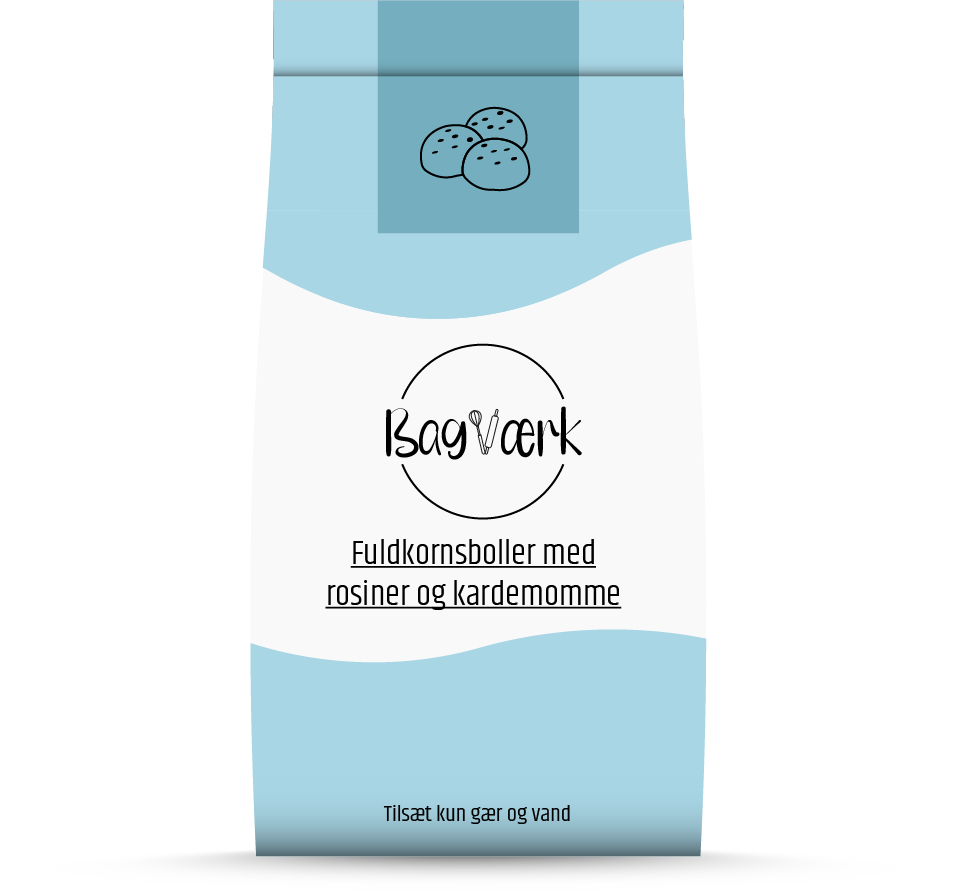 BagVærk
Fuldkornsboller med
rosiner og kardemomme
Tilsæt kun gær og vand